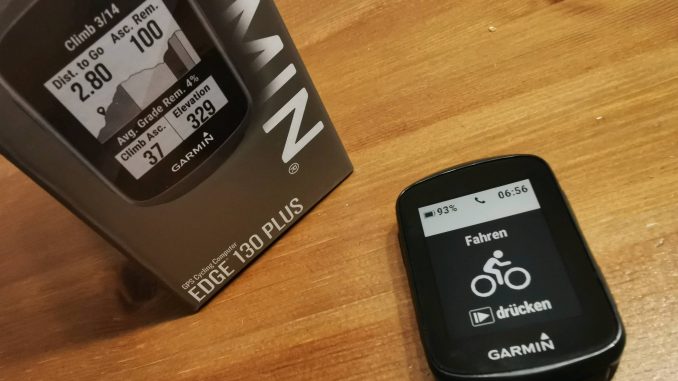 Climb 3/14
Dist. to Go Asc. Rem.
2.80 100
Avg. Grade Rem. 4%
Climb Asc. Elevation
37 329
GARMIN
MIN®
GPS Cycling Computer
EDGE 130 PLUS
93% 06:56
Fahren
drücken
GARMIN